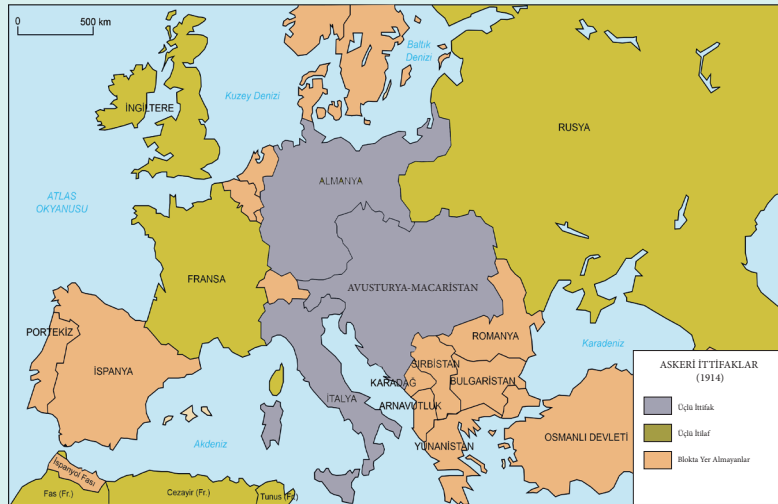 0 500 km
Baltık
Denizi
Kuzey Denizi
İNGİLTERE
RUSYA
ALMANYA
ATLAS
OKYANUSU
FRANSA
AVUSTURYA-MACARİSTAN
PORTEKİZ
İSPANYA
ROMANYA
Karadeniz
SIRBİSTAN
KARADAĞ
BULGARİSTAN
İTALYA
ARNAVUTLUK
Akdeniz
YUNANİSTAN
OSMANLI DEVLETİ
İspanyol Fası
Fas (Fr.)
Cezayir (Fr.)
Tunus (Fr.)
ASKERİ İTTİFAKLAR
(1914)
Üçlü İttifak
Üçlü İtilaf
Blokta Yer Almayanlar